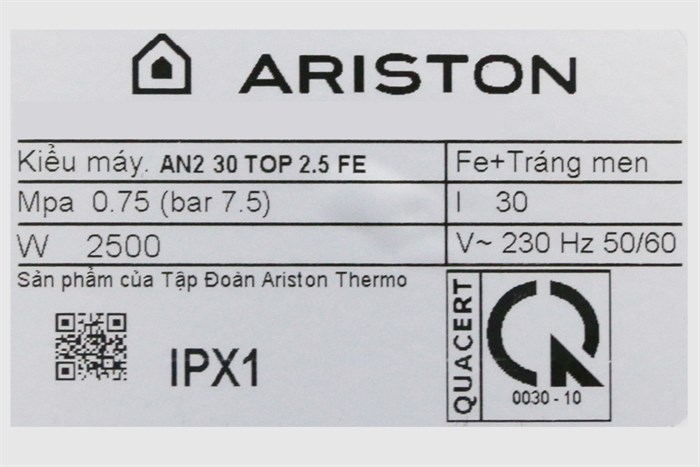 ARISTON
Kiểu máy. AN2 30 TOP 2.5 FE
Fe+Tráng men
Mpa 0.75 (bar 7.5)
l 30
W 2500
V~ 230 Hz 50/60
Sản phẩm của Tập Đoàn Ariston Thermo
IPX1
QUACERT
0030 - 10